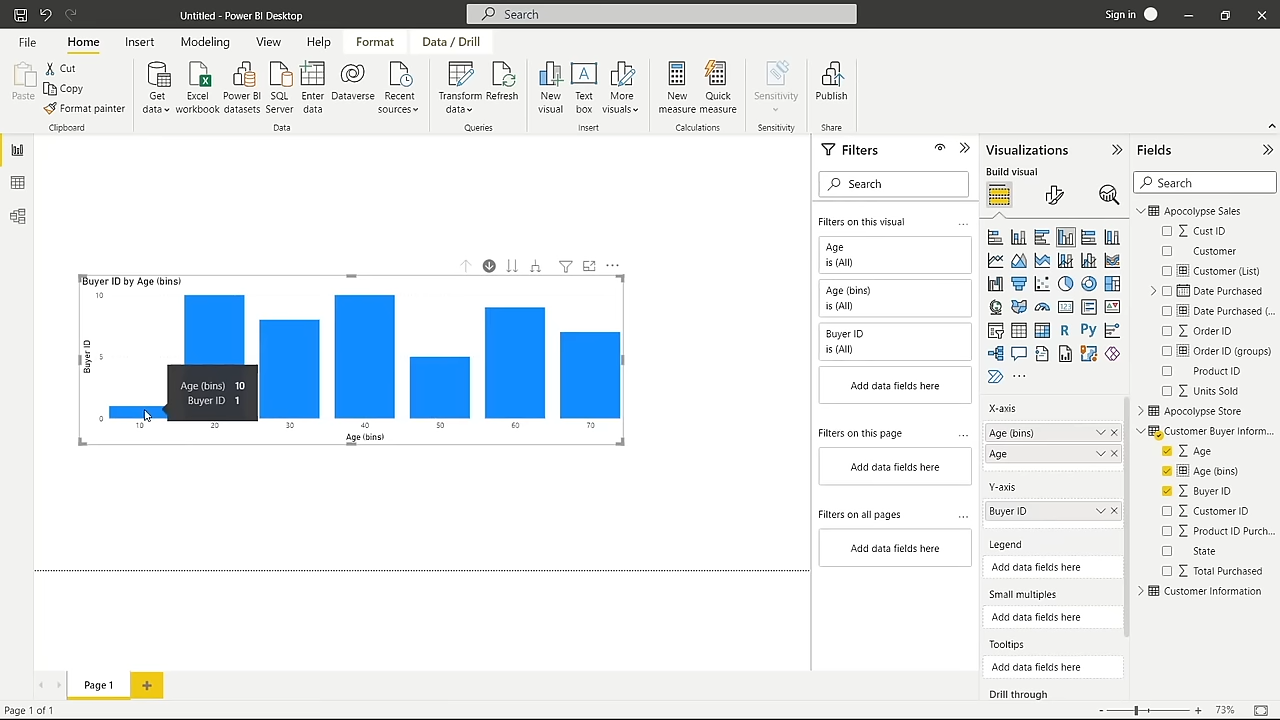 Untitled - Power BI Desktop
Search
Sign in
File
Home
Insert
Modeling
View
Help
Format
Data / Drill
Paste
Cut
Copy
Format painter
Clipboard
Get
data
Excel
workbook
Power BI
datasets
SQL
Server
Enter
data
Dataverse
Recent
sources
Data
Transform
data
Refresh
Queries
New
visual
Text
box
More
visuals
Insert
New
measure
Quick
measure
Calculations
Sensitivity
Sensitivity
Publish
Share
Buyer ID by Age (bins)
10
5
0
Buyer ID
Age (bins) 10
Buyer ID 1
10 20 30 40 50 60 70
Age (bins)
Filters
Search
Filters on this visual
Age
is (All)
Age (bins)
is (All)
Buyer ID
is (All)
Add data fields here
Filters on this page
Add data fields here
Filters on all pages
Add data fields here
Visualizations
Build visual
R
Py
123
X-axis
Age (bins)
Age
Y-axis
Buyer ID
Legend
Add data fields here
Small multiples
Add data fields here
Tooltips
Add data fields here
Drill through
Fields
Search
Apocolypse Sales
Cust ID
Customer
Customer (List)
Date Purchased
Date Purchased (...
Order ID
Order ID (groups)
Product ID
Units Sold
Apocolypse Store
Customer Buyer Inform...
Age
Age (bins)
Buyer ID
Customer ID
Product ID Purch...
State
Total Purchased
Customer Information
Page 1
Page 1 of 1
73%